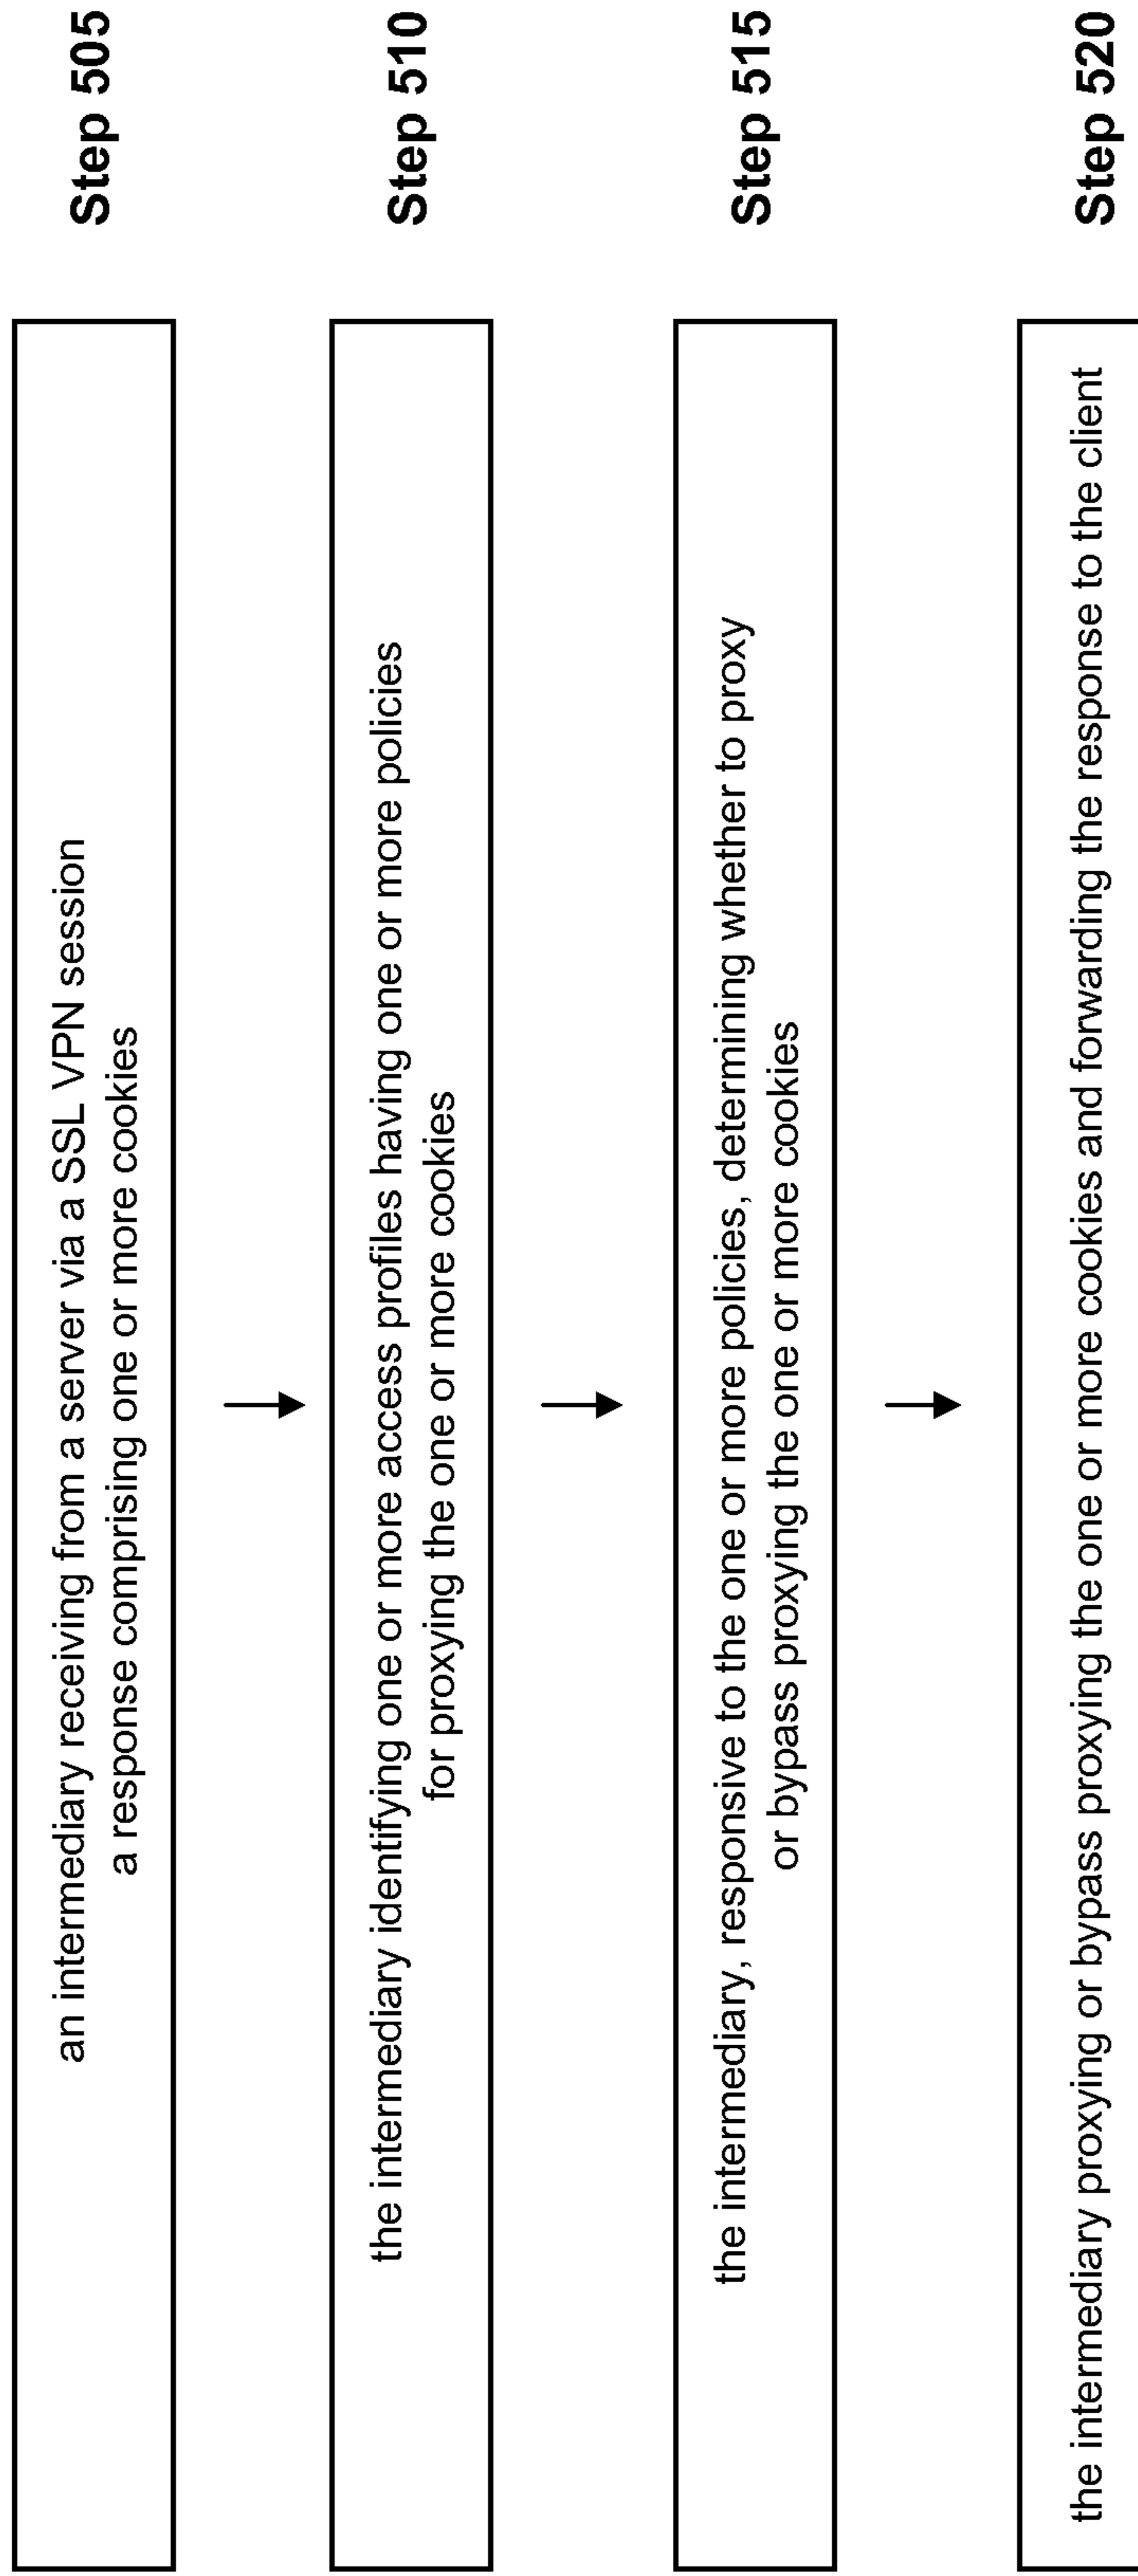 an intermediary receiving from a server via a SSL VPN session
a response comprising one or more cookies
Step 505
the intermediary identifying one or more access profiles having one or more policies
for proxying the one or more cookies
Step 510
the intermediary, responsive to the one or more policies, determining whether to proxy
or bypass proxying the one or more cookies
Step 515
the intermediary proxying or bypass proxying the one or more cookies and forwarding the response to the client
Step 520